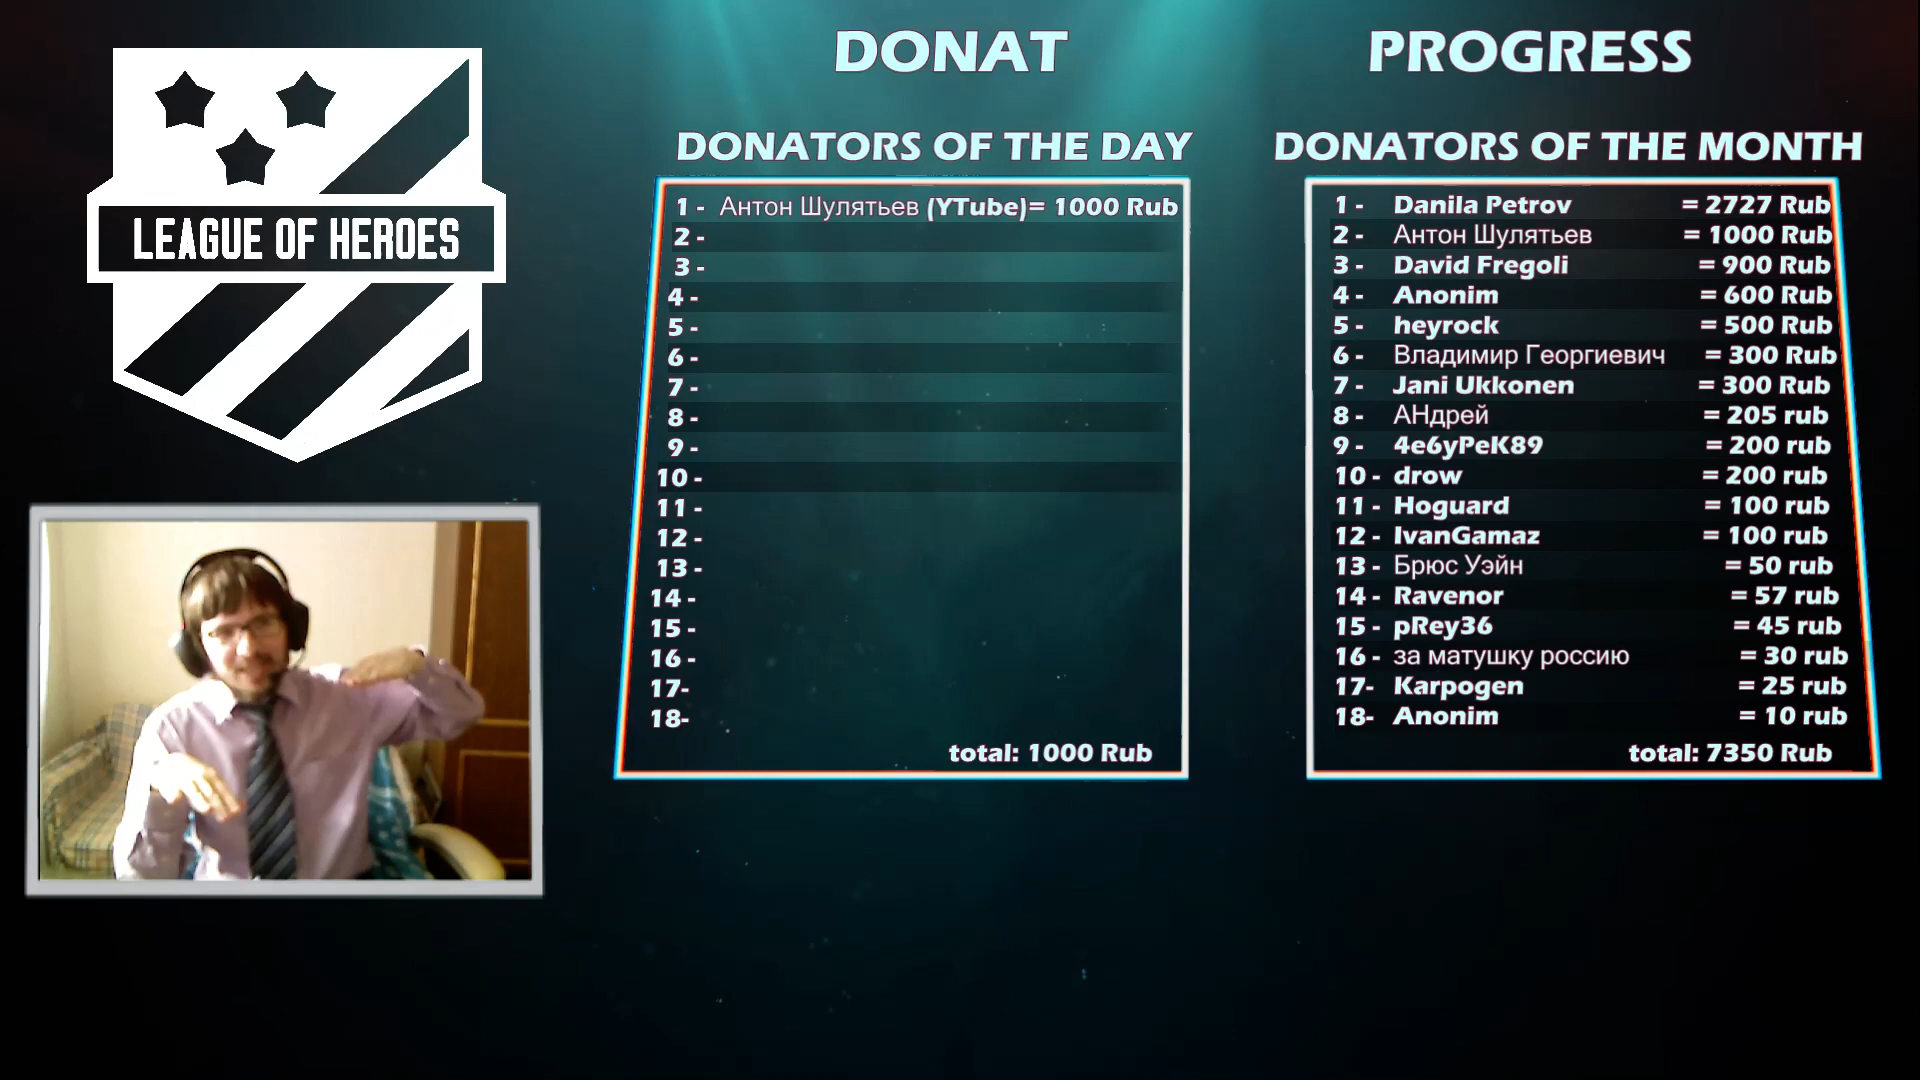 LEAGUE OF HEROES
DONAT
DONATORS OF THE DAY
1 - Антон Шулятьев (YTube)= 1000 Rub
2 -
3 -
4 -
5 -
6 -
7 -
8 -
9 -
10 -
11 -
12 -
13 -
14 -
15 -
16 -
17-
18-
total: 1000 Rub
PROGRESS
DONATORS OF THE MONTH
1 - Danila Petrov = 2727 Rub
2 - Антон Шулятьев = 1000 Rub
3 - David Fregoli = 900 Rub
4 - Anonim = 600 Rub
5 - heyrock = 500 Rub
6 - Владимир Георгиевич = 300 Rub
7 - Jani Ukkonen = 300 Rub
8 - АНдрей = 205 rub
9 - 4e6yPeK89 = 200 rub
10 - drow = 200 rub
11 - Hoguard = 100 rub
12 - IvanGamaz = 100 rub
13 - Брюс Уэйн = 50 rub
14 - Ravenor = 57 rub
15 - pRey36 = 45 rub
16 - за матушку россию = 30 rub
17- Karpogen = 25 rub
18- Anonim = 10 rub
total: 7350 Rub